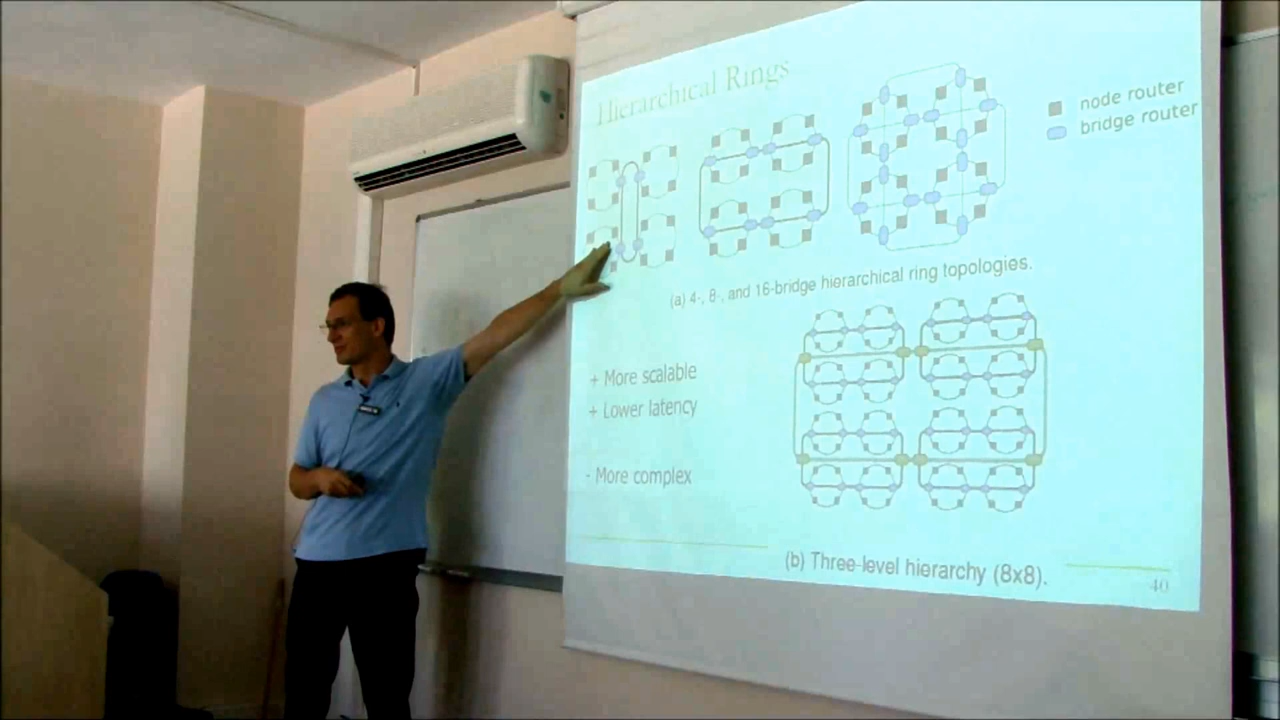 Hierarchical Rings
node router
bridge router
(a) 4-, 8-, and 16-bridge hierarchical ring topologies.
+ More scalable
+ Lower latency
- More complex
(b) Three-level hierarchy (8x8).
40